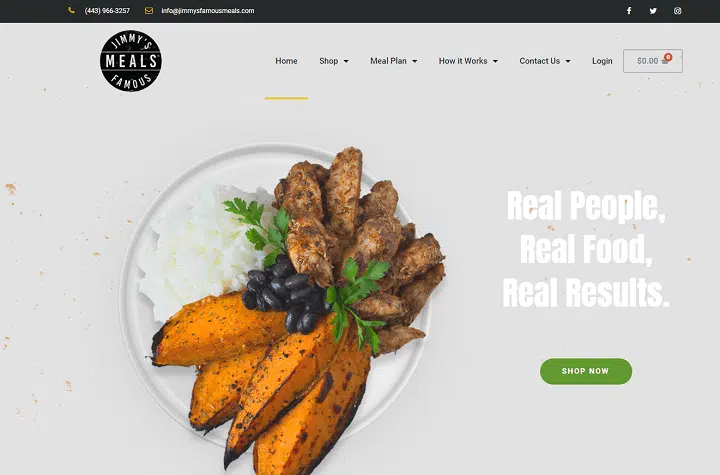 (443) 966-3257 info@jimmysfamousmeals.com
JIMMY'S
MEALS
FAMOUS
Home Shop Meal Plan How it Works Contact Us Login $0.00 0
Real People,
Real Food,
Real Results.
SHOP NOW